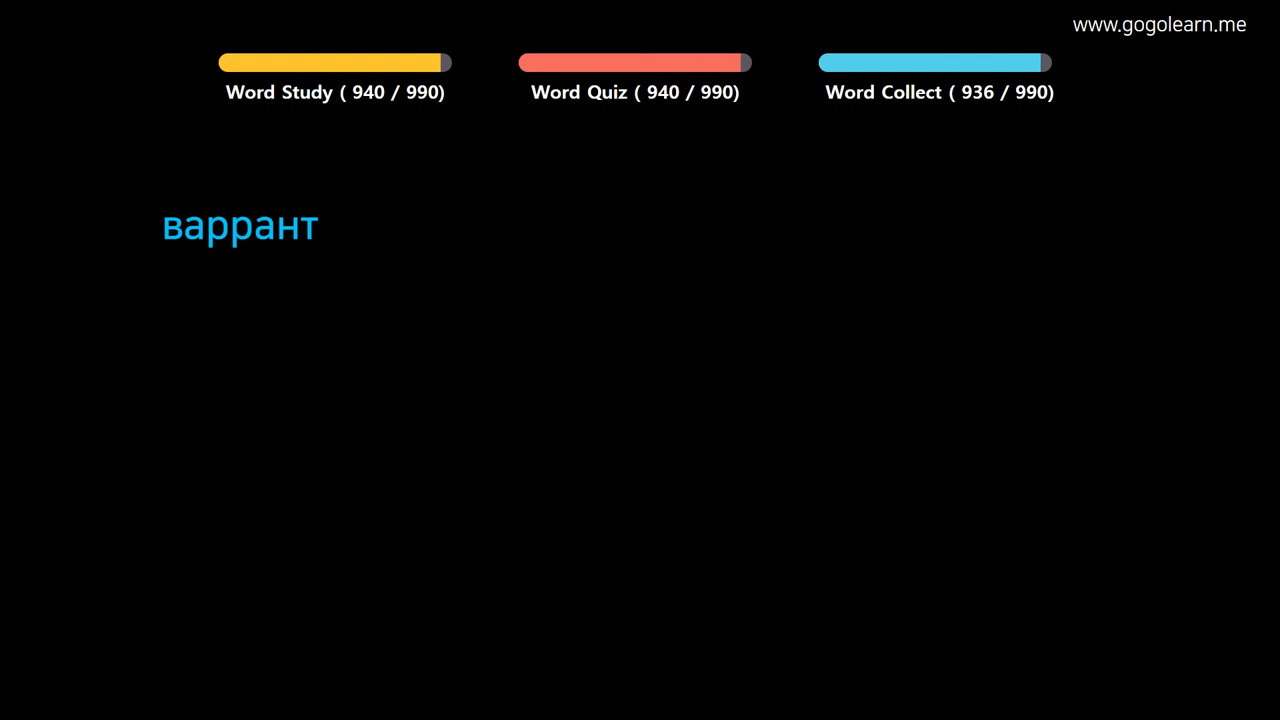 www.gogolearn.me
Word Study ( 940 / 990)
Word Quiz ( 940 / 990)
Word Collect ( 936 / 990)
варрант